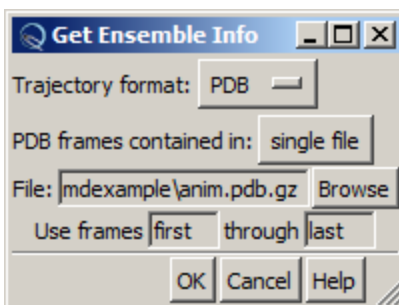 Get Ensemble Info
Trajectory format: PDB
PDB frames contained in: single file
File: mdexample\anim.pdb.gz Browse
Use frames first through last
OK Cancel Help